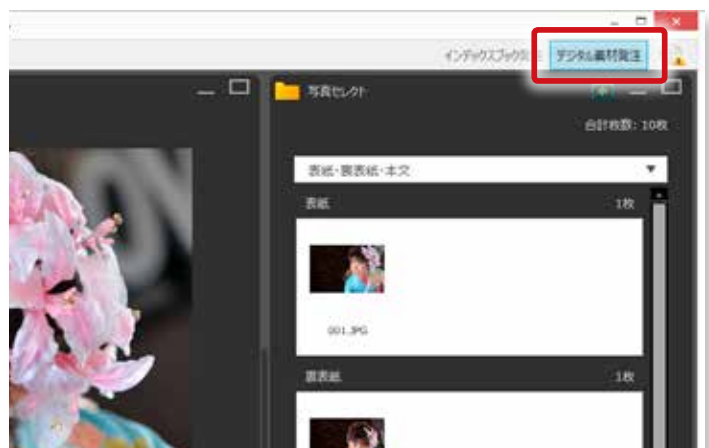 インデックスブック発注
デジタル素材発注
写真セレクト
合計枚数: 10枚
表紙・裏表紙・本文
表紙
1枚
001.JPG
裏表紙
1枚